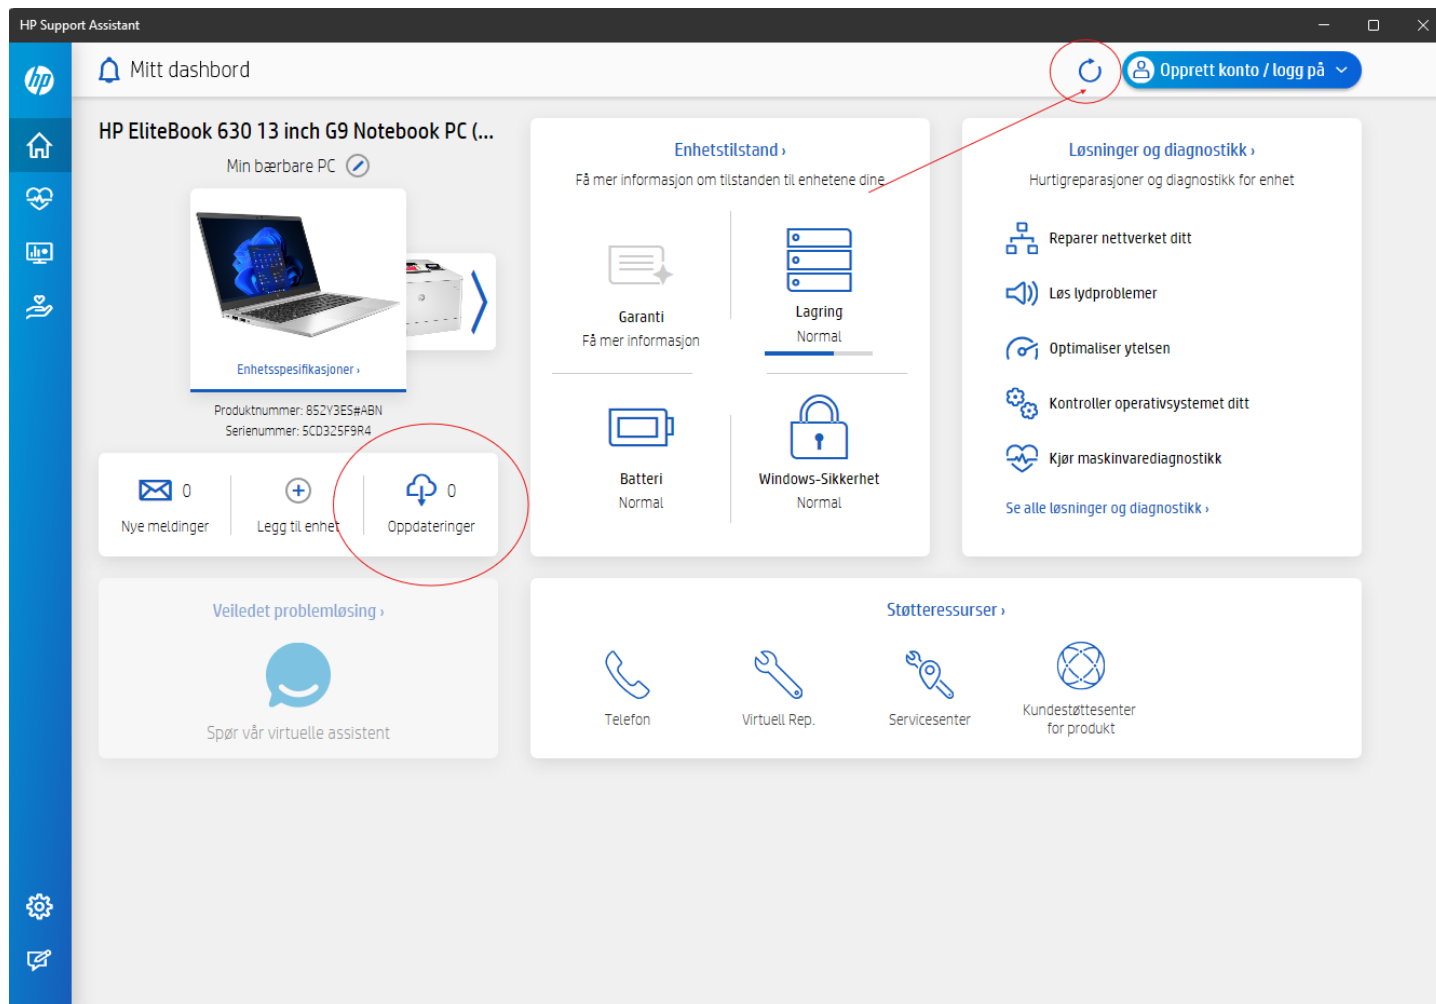 HP Support Assistant
hp
Mitt dashbord
Opprett konto / logg på
HP EliteBook 630 13 inch G9 Notebook PC (...
Min bærbare PC
Enhetsspesifikasjoner ›
Produktnummer: 852Y3ES#ABN
Serienummer: 5CD325F9R4
0
Nye meldinger
Legg til enhet
0
Oppdateringer
Enhetstilstand ›
Få mer informasjon om tilstanden til enhetene dine
Garanti
Få mer informasjon
Lagring
Normal
Batteri
Normal
Windows-Sikkerhet
Normal
Løsninger og diagnostikk ›
Hurtigreparasjoner og diagnostikk for enhet
Reparer nettverket ditt
Løs lydproblemer
Optimaliser ytelsen
Kontroller operativsystemet ditt
Kjør maskinvarediagnostikk
Se alle løsninger og diagnostikk ›
Veiledet problemløsing ›
Spør vår virtuelle assistent
Støtteressurser ›
Telefon
Virtuell Rep.
Servicesenter
Kundestøttesenter
for produkt